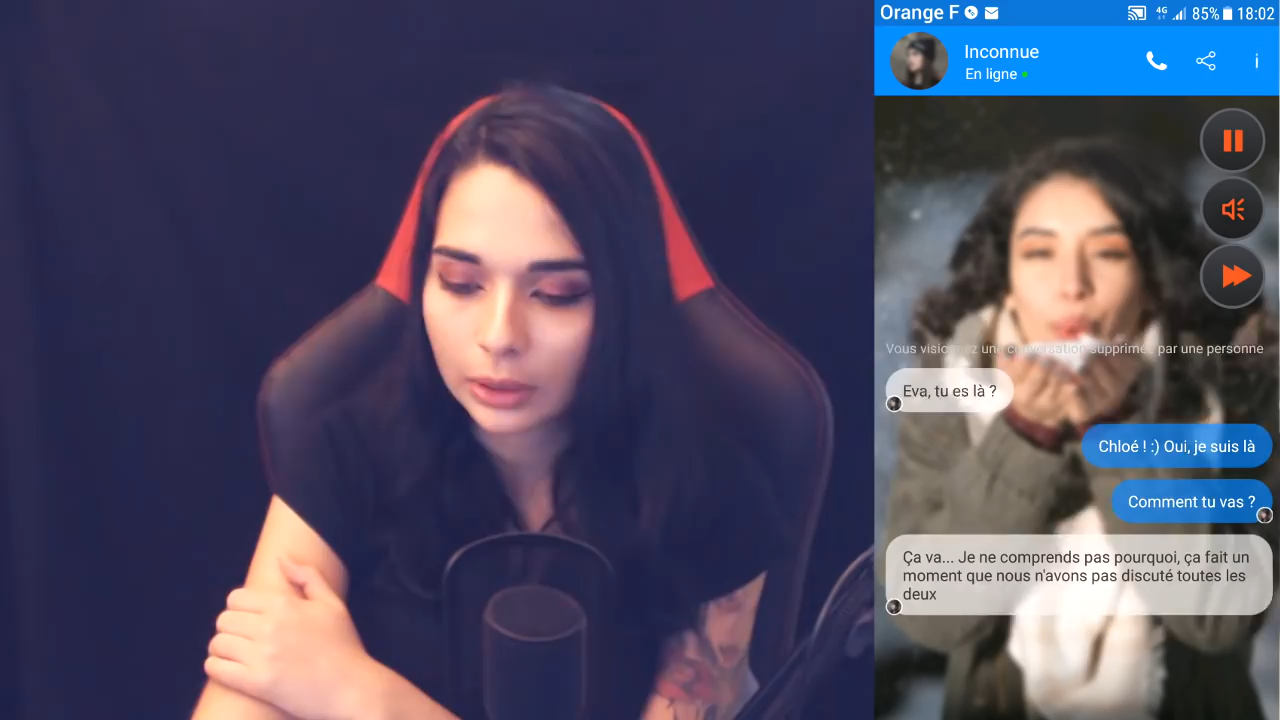 Orange F 4G 85% 18:02
Inconnue
En ligne
Vous visionnez une conversation supprimée par une personne
Eva, tu es là ?
Chloé ! :) Oui, je suis là
Comment tu vas ?
Ça va... Je ne comprends pas pourquoi, ça fait un
moment que nous n'avons pas discuté toutes les
deux